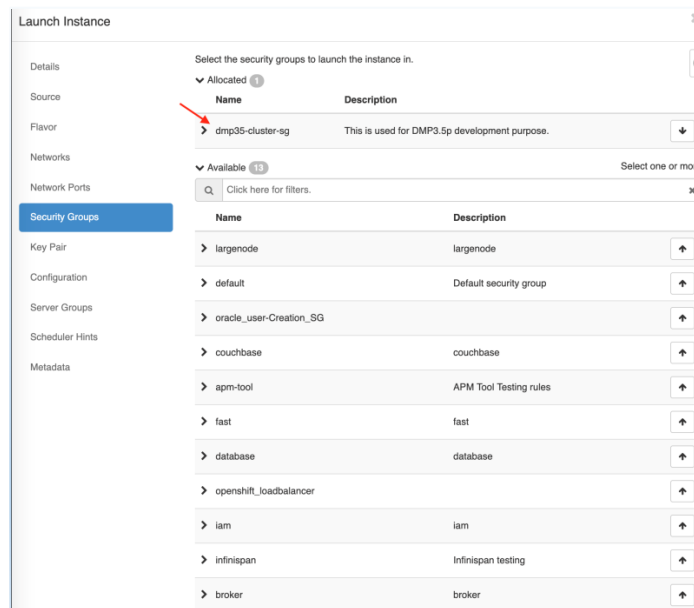 Launch Instance
Details
Source
Flavor
Networks
Network Ports
Security Groups
Key Pair
Configuration
Server Groups
Scheduler Hints
Metadata
Select the security groups to launch the instance in.
Allocated 1
Name Description
dmp35-cluster-sg This is used for DMP3.5p development purpose.
Available 13 Select one or mo
Click here for filters.
Name Description
largenode largenode
default Default security group
oracle_user-Creation_SG
couchbase couchbase
apm-tool APM Tool Testing rules
fast fast
database database
openshift_loadbalancer
iam iam
infinispan Infinispan testing
broker broker